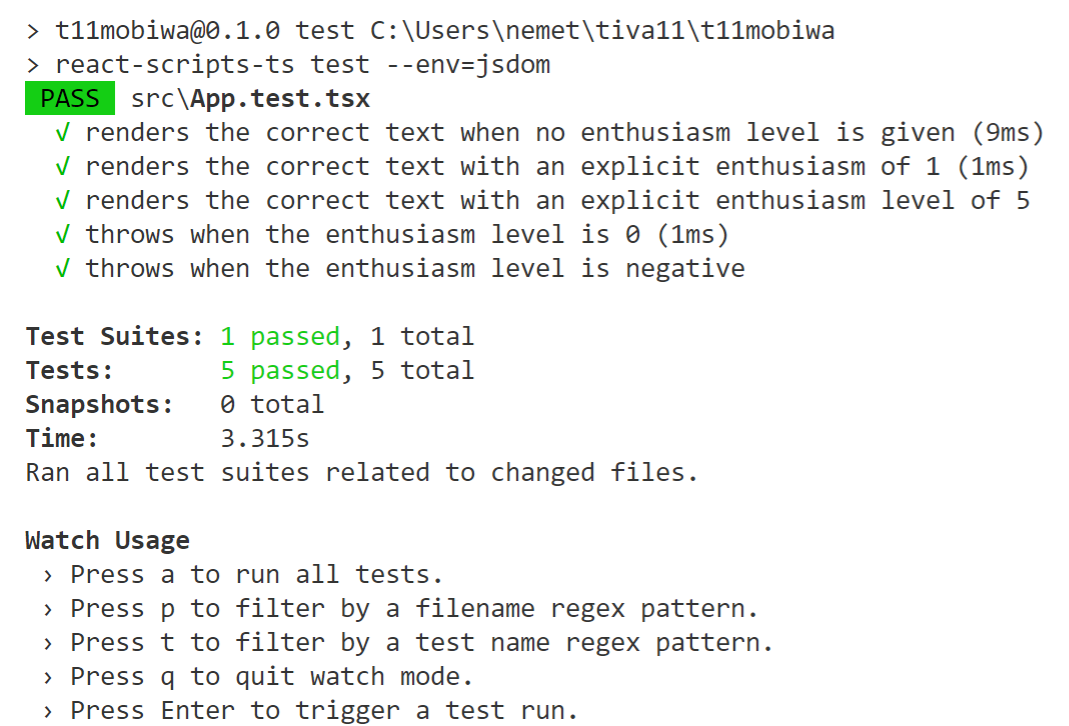 > t11mobiwa@0.1.0 test C:\Users\nemet\tiva11\t11mobiwa
> react-scripts-ts test --env=jsdom
PASS src\App.test.tsx
√ renders the correct text when no enthusiasm level is given (9ms)
√ renders the correct text with an explicit enthusiasm of 1 (1ms)
√ renders the correct text with an explicit enthusiasm level of 5
√ throws when the enthusiasm level is 0 (1ms)
√ throws when the enthusiasm level is negative
Test Suites: 1 passed, 1 total
Tests: 5 passed, 5 total
Snapshots: 0 total
Time: 3.315s
Ran all test suites related to changed files.
Watch Usage
› Press a to run all tests.
› Press p to filter by a filename regex pattern.
› Press t to filter by a test name regex pattern.
› Press q to quit watch mode.
› Press Enter to trigger a test run.